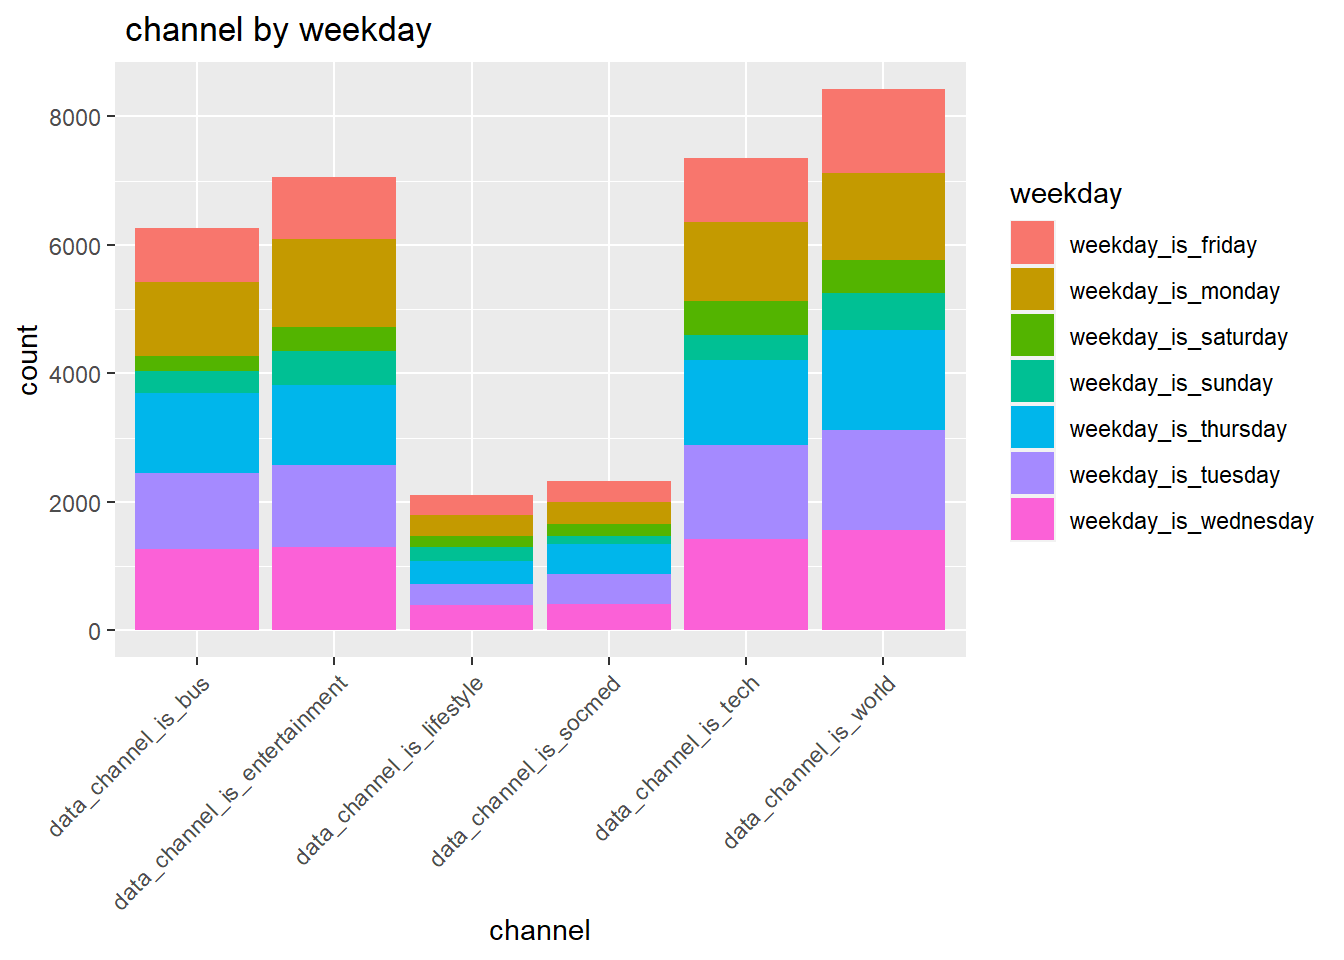 channel by weekday
count
8000
6000
4000
2000
0
data_channel_is_bus
data_channel_is_entertainment
data_channel_is_lifestyle
data_channel_is_socmed
data_channel_is_tech
data_channel_is_world
channel
weekday
weekday_is_friday
weekday_is_monday
weekday_is_saturday
weekday_is_sunday
weekday_is_thursday
weekday_is_tuesday
weekday_is_wednesday